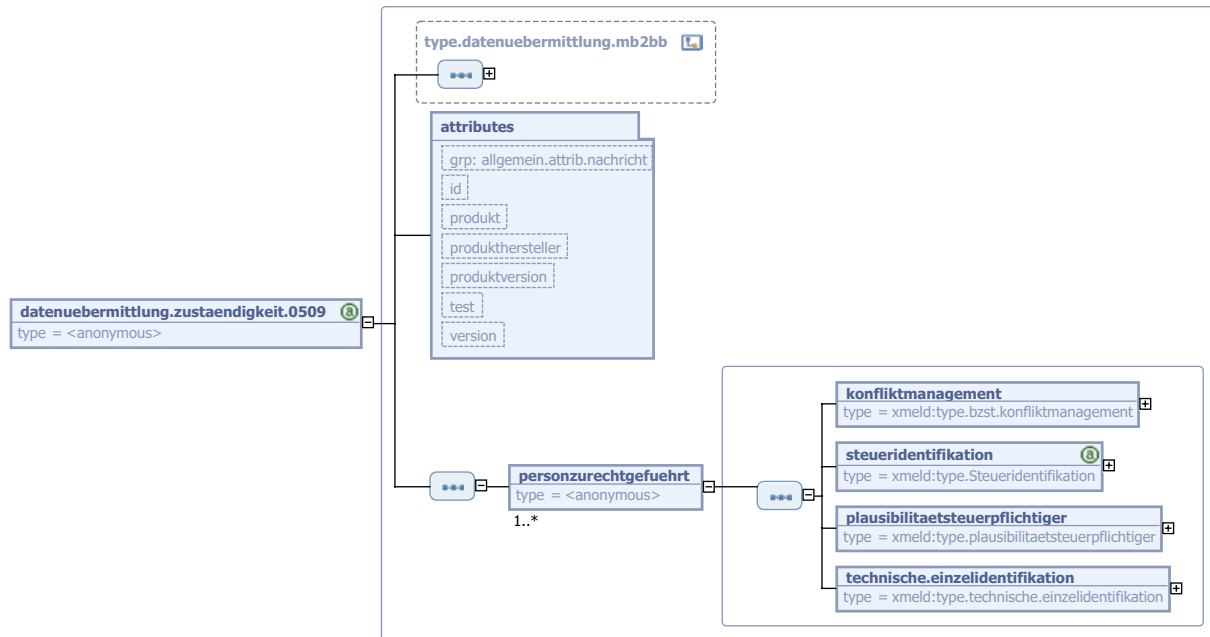 type.datenuebermittlung.mb2bb
attributes
grp: allgemein.attrib.nachricht
id
produkt
produkthersteller
produktversion
test
version
datenuebermittlung.zustaendigkeit.0509 a
type = <anonymous>
personzurechtgefuehrt
type = <anonymous>
1..*
konfliktmanagement
type = xmeld:type.bzst.konfliktmanagement
steueridentifikation a
type = xmeld:type.Steueridentifikation
plausibilitaetsteuerpflichtiger
type = xmeld:type.plausibilitaetsteuerpflichtiger
technische.einzelidentifikation
type = xmeld:type.technische.einzelidentifikation